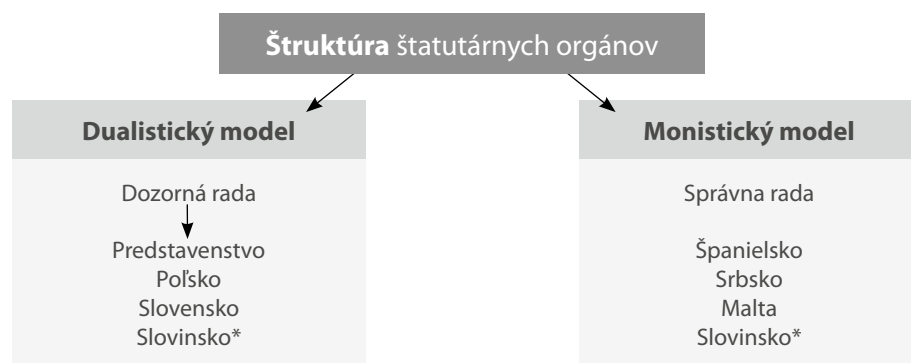 Štruktúra štatutárnych orgánov
Dualistický model
Dozorná rada
Predstavenstvo
Poľsko
Slovensko
Slovinsko*
Monistický model
Správna rada
Španielsko
Srbsko
Malta
Slovinsko*